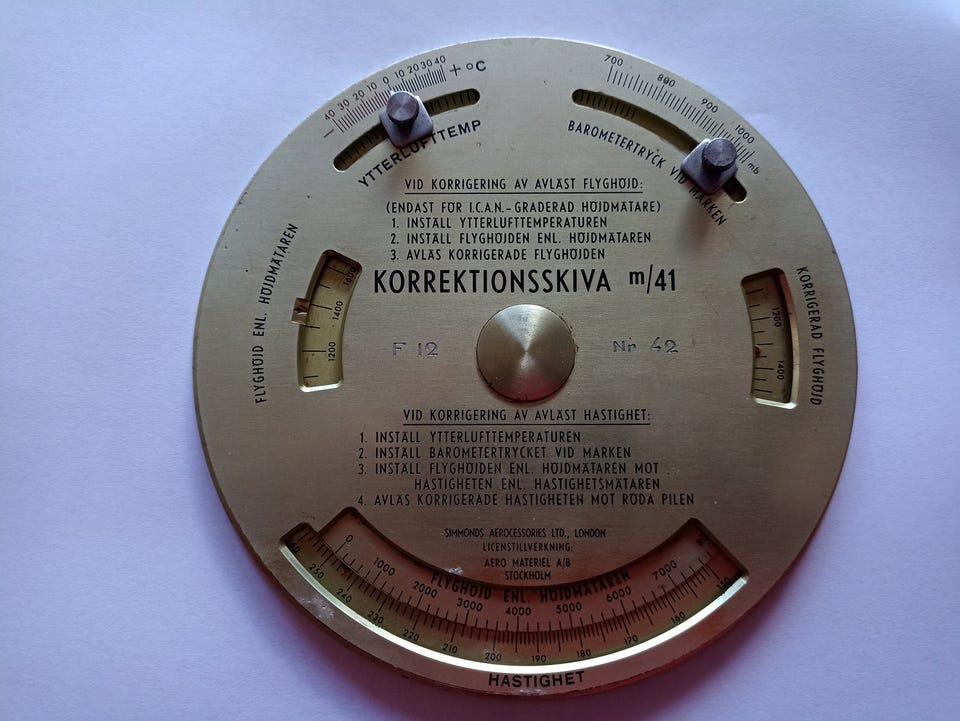 − 40 30 20 10 0 10 20 30 40 + °C
YTTERLUFTTEMP
700 800 900 1000 mb
BAROMETERTRYCK VID MARKEN
VID KORRIGERING AV AVLÄST FLYGHÖJD:
(ENDAST FÖR I.C.A.N.-GRADERAD HÖJDMÄTARE)
1. INSTÄLL YTTERLUFTTEMPERATUREN
2. INSTÄLL FLYGHÖJDEN ENL. HÖJDMÄTAREN
3. AVLÄS KORRIGERADE FLYGHÖJDEN
KORREKTIONSSKIVA m/41
FLYGHÖJD ENL. HÖJDMÄTAREN
1200 1400 1600
KORRIGERAD FLYGHÖJD
1200 1400
F 12 Nr 42
VID KORRIGERING AV AVLÄST HASTIGHET:
1. INSTÄLL YTTERLUFTTEMPERATUREN
2. INSTÄLL BAROMETERTRYCKET VID MARKEN
3. INSTÄLL FLYGHÖJDEN ENL. HÖJDMÄTAREN MOT
HASTIGHETEN ENL. HASTIGHETSMÄTAREN
4. AVLÄS KORRIGERADE HASTIGHETEN MOT RÖDA PILEN
SIMMONDS AEROCESSORIES LTD., LONDON
LICENSTILLVERKNING:
AERO MATERIEL A/B
STOCKHOLM
FLYGHÖJD ENL. HÖJDMÄTAREN
0 1000 2000 3000 4000 5000 6000 7000
250 240 230 220 210 200 190 180 170 160 150
HASTIGHET